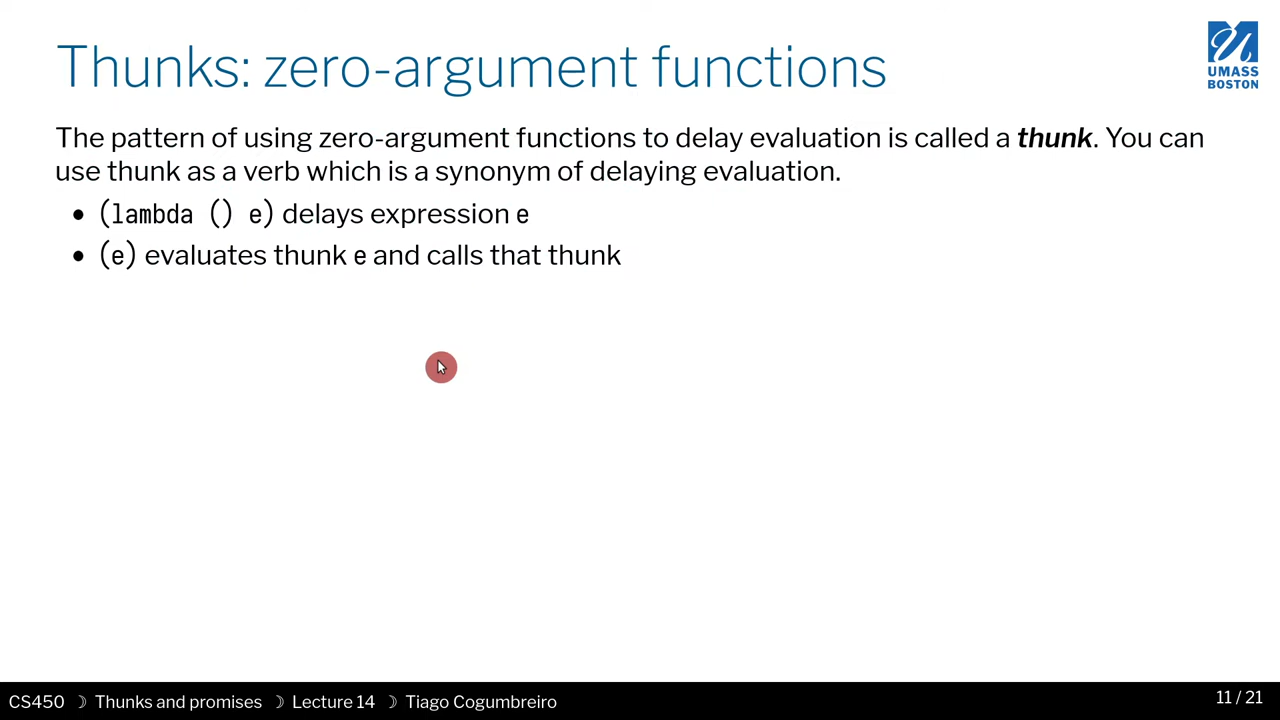 Thunks: zero-argument functions
UMASS
BOSTON
The pattern of using zero-argument functions to delay evaluation is called a thunk. You can
use thunk as a verb which is a synonym of delaying evaluation.
• (lambda () e) delays expression e
• (e) evaluates thunk e and calls that thunk
CS450 ☽ Thunks and promises ☽ Lecture 14 ☽ Tiago Cogumbreiro
11 / 21